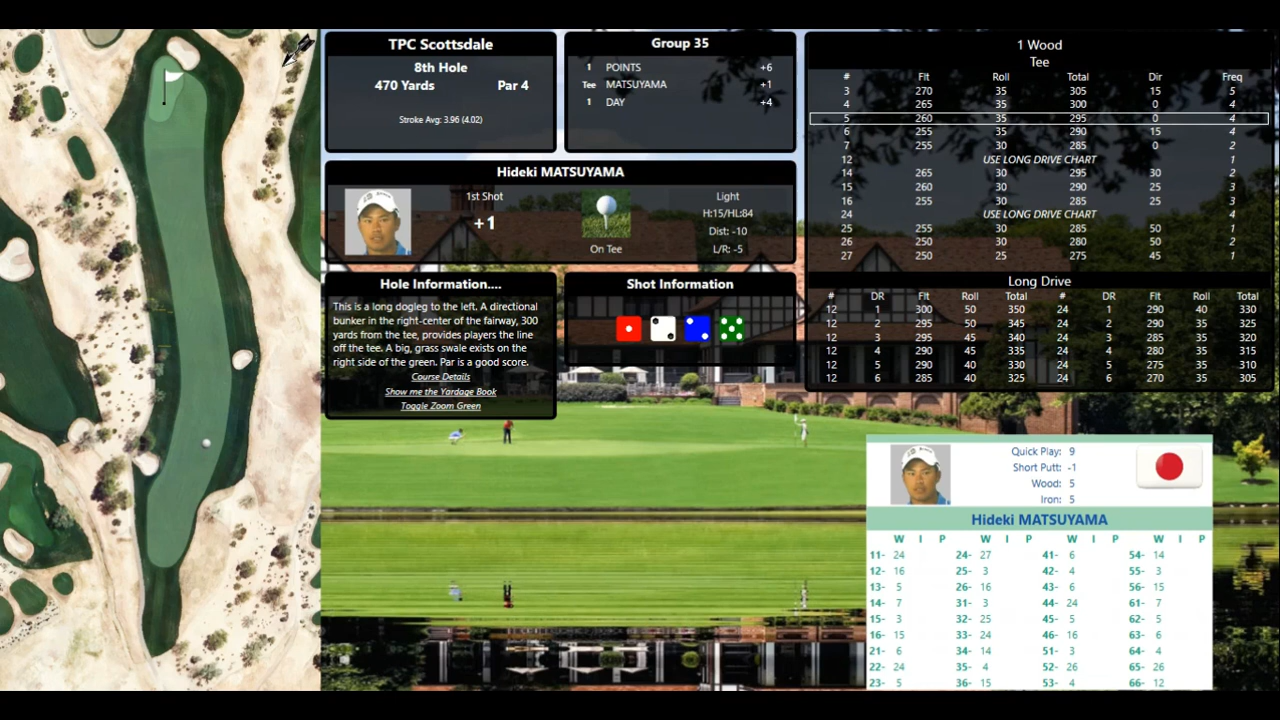 TPC Scottsdale
8th Hole
470 Yards Par 4
Stroke Avg: 3.96 (4.02)
Group 35
1 POINTS +6
Tee MATSUYAMA +1
1 DAY +4
Hideki MATSUYAMA
1st Shot
+1
On Tee
Light
H:15/HL:84
Dist: -10
L/R: -5
Hole Information....
This is a long dogleg to the left. A directional
bunker in the right-center of the fairway, 300
yards from the tee, provides players the line
off the tee. A big, grass swale exists on the
right side of the green. Par is a good score.
Course Details
Show me the Yardage Book
Toggle Zoom Green
Shot Information
1 Wood
Tee
# Flt Roll Total Dir Freq
3 270 35 305 15 5
4 265 35 300 0 4
5 260 35 295 0 4
6 255 35 290 15 4
7 255 30 285 0 2
12 USE LONG DRIVE CHART 1
14 265 30 295 30 2
15 260 30 290 25 3
16 255 30 285 25 3
24 USE LONG DRIVE CHART 4
25 255 30 285 50 1
26 250 30 280 50 2
27 250 25 275 45 1
Long Drive
# DR Flt Roll Total # DR Flt Roll Total
12 1 300 50 350 24 1 290 40 330
12 2 295 50 345 24 2 290 35 325
12 3 295 45 340 24 3 285 35 320
12 4 290 45 335 24 4 280 35 315
12 5 290 40 330 24 5 275 35 310
12 6 285 40 325 24 6 270 35 305
Quick Play: 9
Short Putt: -1
Wood: 5
Iron: 5
Hideki MATSUYAMA
W I P W I P W I P W I P
11- 24 24- 27 41- 6 54- 14
12- 16 25- 3 42- 4 55- 3
13- 5 26- 16 43- 6 56- 15
14- 7 31- 3 44- 24 61- 7
15- 3 32- 25 45- 5 62- 5
16- 15 33- 24 46- 16 63- 6
21- 6 34- 14 51- 3 64- 4
22- 24 35- 4 52- 26 65- 26
23- 5 36- 15 53- 4 66- 12